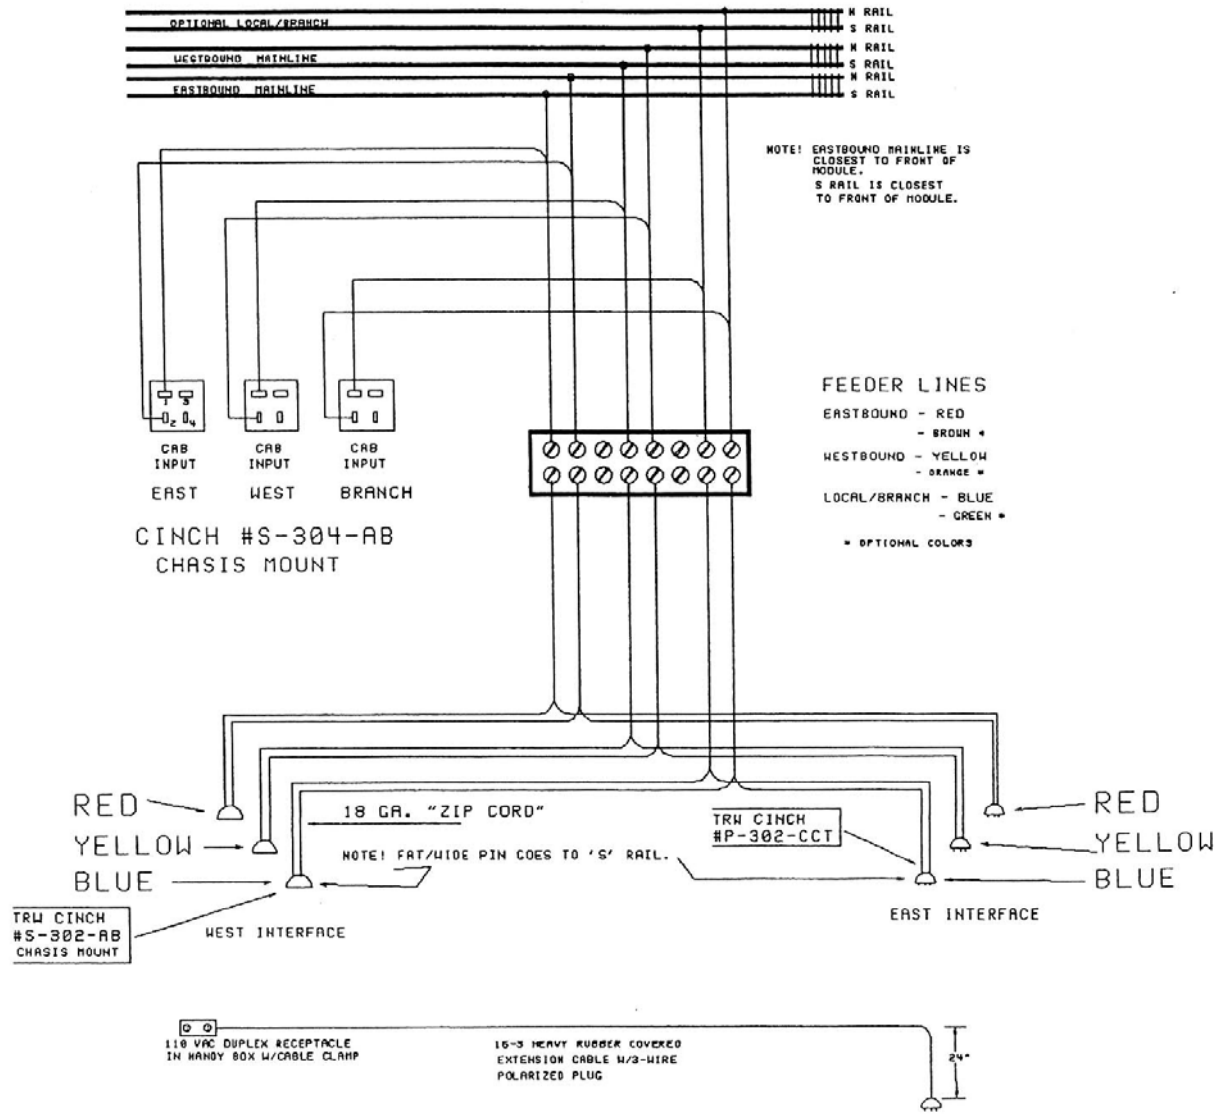 N RAIL
OPTIONAL LOCAL/BRANCH
S RAIL
N RAIL
WESTBOUND MAINLINE
S RAIL
N RAIL
EASTBOUND MAINLINE
S RAIL
NOTE! EASTBOUND MAINLINE IS
CLOSEST TO FRONT OF
MODULE.
S RAIL IS CLOSEST
TO FRONT OF MODULE.
FEEDER LINES
EASTBOUND - RED
- BROWN *
WESTBOUND - YELLOW
- ORANGE *
LOCAL/BRANCH - BLUE
- GREEN *
* OPTIONAL COLORS
1 3
2 4
CAB
INPUT
EAST
CAB
INPUT
WEST
CAB
INPUT
BRANCH
CINCH #S-304-AB
CHASIS MOUNT
RED
YELLOW
BLUE
18 GA. "ZIP CORD"
NOTE! FAT/WIDE PIN GOES TO 'S' RAIL.
TRW CINCH
#P-302-CCT
RED
YELLOW
BLUE
TRW CINCH
#S-302-AB
CHASIS MOUNT
WEST INTERFACE
EAST INTERFACE
110 VAC DUPLEX RECEPTACLE
IN HANDY BOX W/CABLE CLAMP
16-3 HEAVY RUBBER COVERED
EXTENSION CABLE W/3-WIRE
POLARIZED PLUG
24"